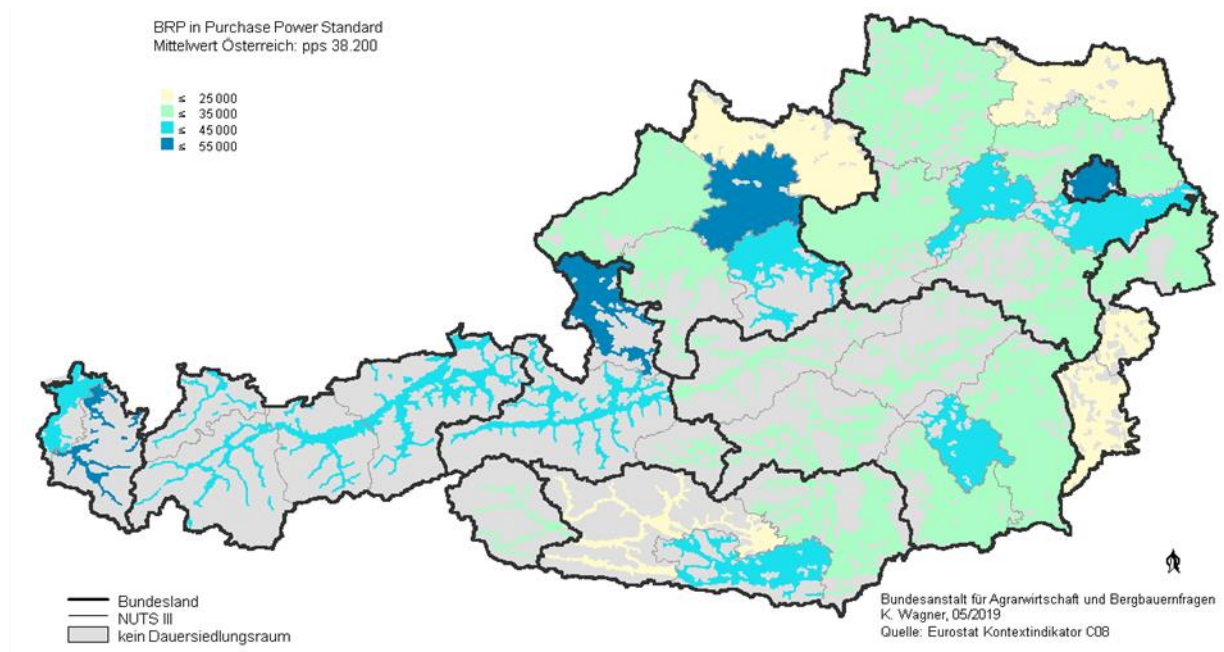 BRP in Purchase Power Standard
Mittelwert Österreich: pps 38.200
≤ 25 000
≤ 35 000
≤ 45 000
≤ 55 000
Bundesland
NUTS III
kein Dauersiedlungsraum
Bundesanstalt für Agrarwirtschaft und Bergbauernfragen
K. Wagner, 05/2019
Quelle: Eurostat Kontextindikator C08